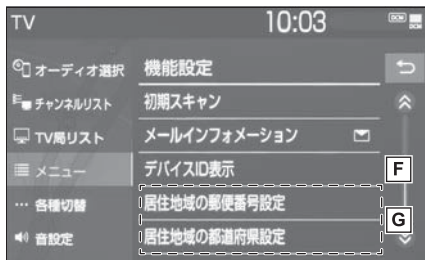 TV
10:03
DCM
オーディオ選択
チャンネルリスト
TV局リスト
メニュー
各種切替
音設定
機能設定
初期スキャン
メールインフォメーション
デバイスID表示
居住地域の郵便番号設定
居住地域の都道府県設定
F
G